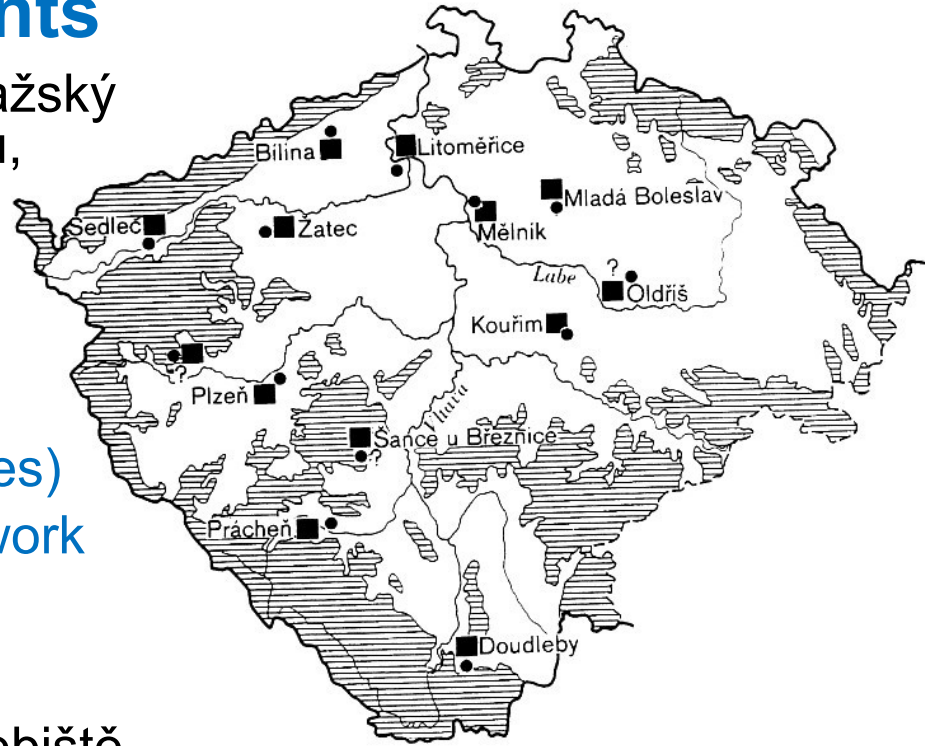 nts
ažský
,
Bílina
Litoměřice
Mladá Boleslav
Sedleč
Žatec
Mělník
?
Labe
Oldřiš
Kouřim
?
Plzeň
Vltava
Šance u Březnice
?
es)
work
Prácheň
Doudleby